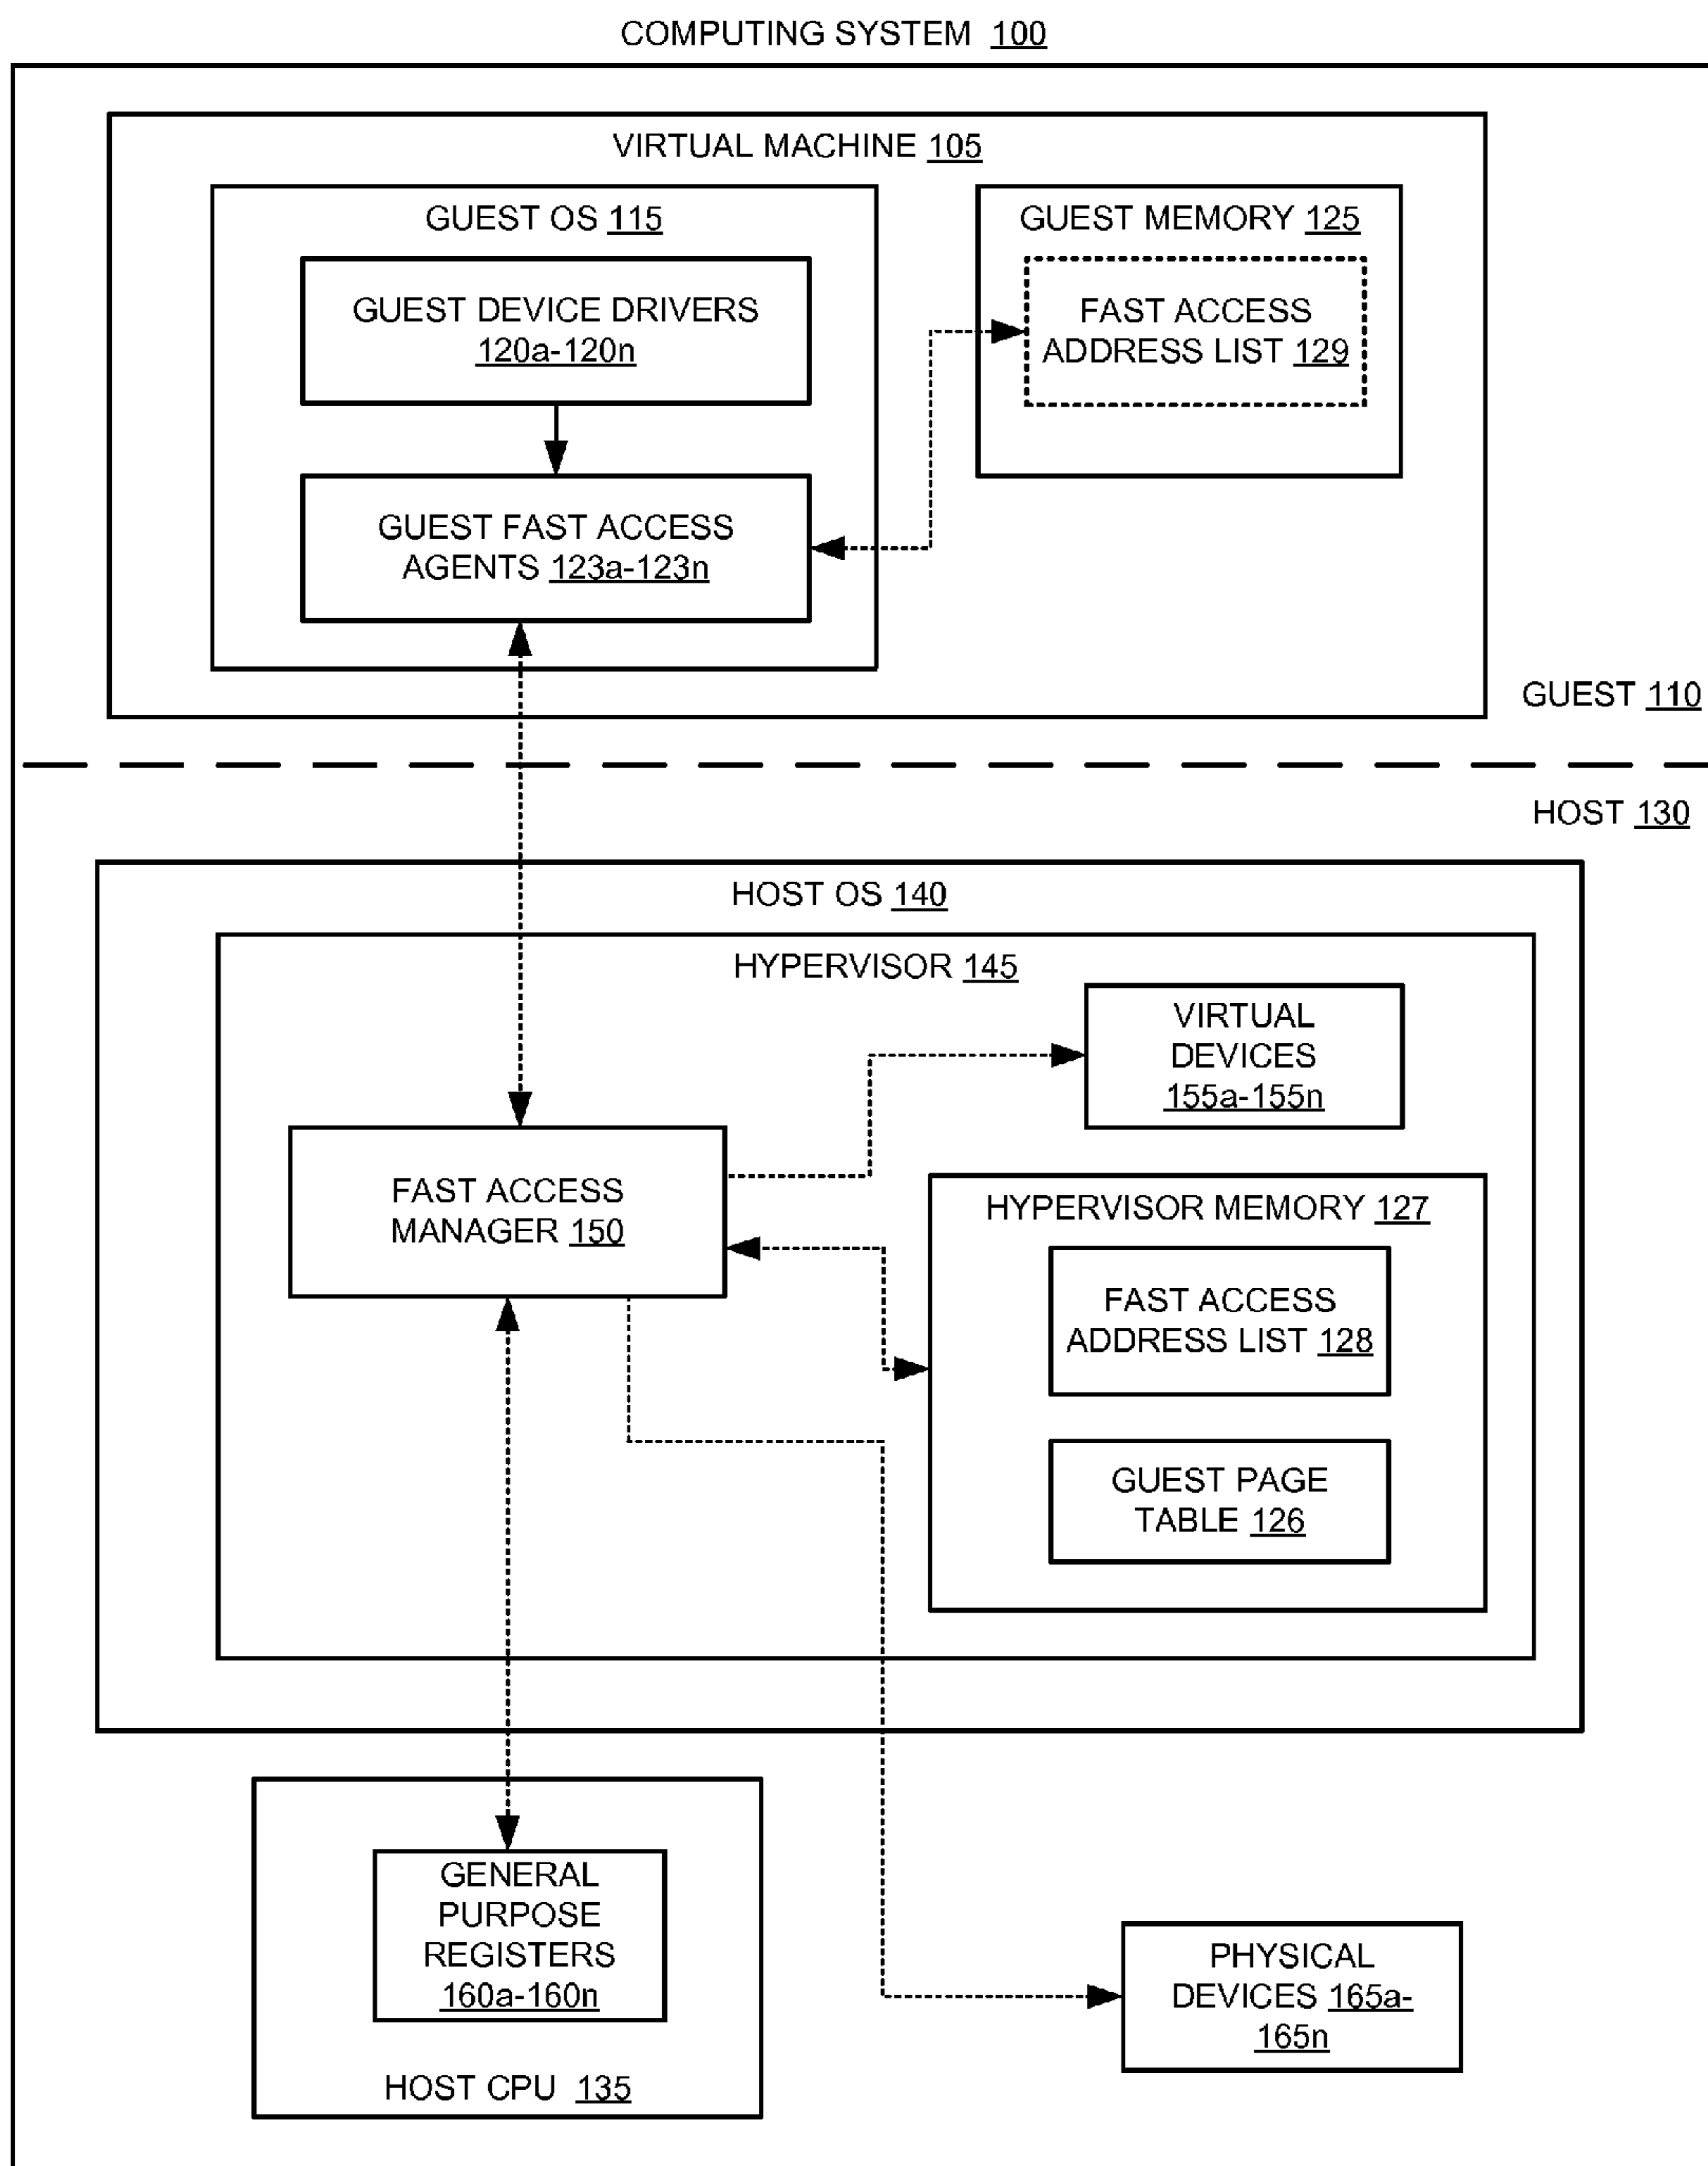 COMPUTING SYSTEM 100
VIRTUAL MACHINE 105
GUEST OS 115
GUEST DEVICE DRIVERS
120a-120n
GUEST FAST ACCESS
AGENTS 123a-123n
GUEST MEMORY 125
FAST ACCESS
ADDRESS LIST 129
GUEST 110
HOST 130
HOST OS 140
HYPERVISOR 145
VIRTUAL
DEVICES
155a-155n
FAST ACCESS
MANAGER 150
HYPERVISOR MEMORY 127
FAST ACCESS
ADDRESS LIST 128
GUEST PAGE
TABLE 126
GENERAL
PURPOSE
REGISTERS
160a-160n
HOST CPU 135
PHYSICAL
DEVICES 165a-
165n